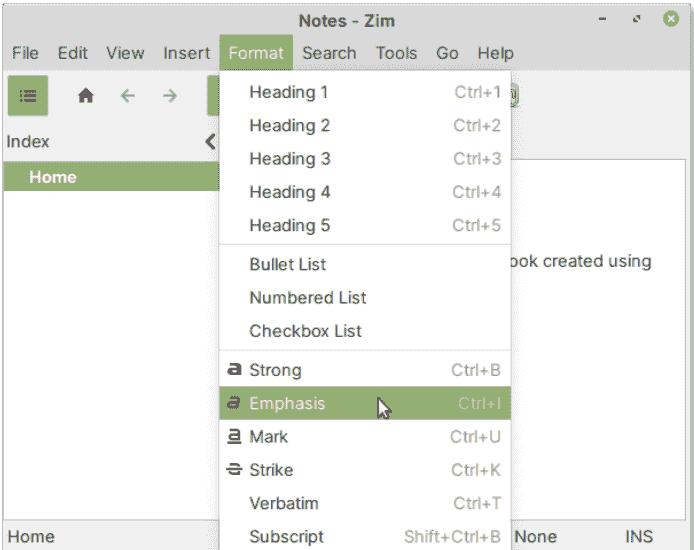 Notes - Zim
File Edit View Insert Format Search Tools Go Help
Index
Home
Heading 1 Ctrl+1
Heading 2 Ctrl+2
Heading 3 Ctrl+3
Heading 4 Ctrl+4
Heading 5 Ctrl+5
Bullet List
created using
Numbered List
Checkbox List
a Strong Ctrl+B
a Emphasis Ctrl+I
a Mark Ctrl+U
a Strike Ctrl+K
Verbatim Ctrl+T
Subscript Shift+Ctrl+B
Home None INS